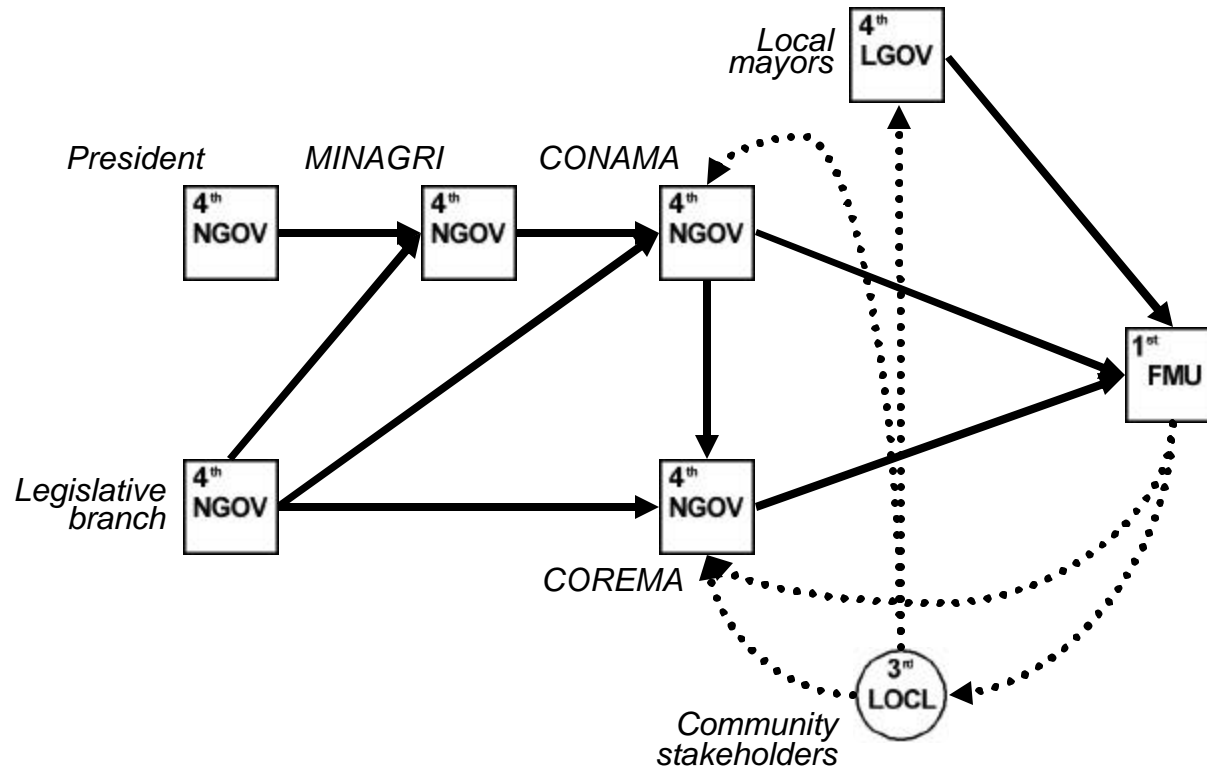 Local
mayors
4th
LGOV
President
4th
NGOV
MINAGRI
4th
NGOV
CONAMA
4th
NGOV
1st
FMU
Legislative
branch
4th
NGOV
4th
NGOV
COREMA
3rd
LOCL
Community
stakeholders